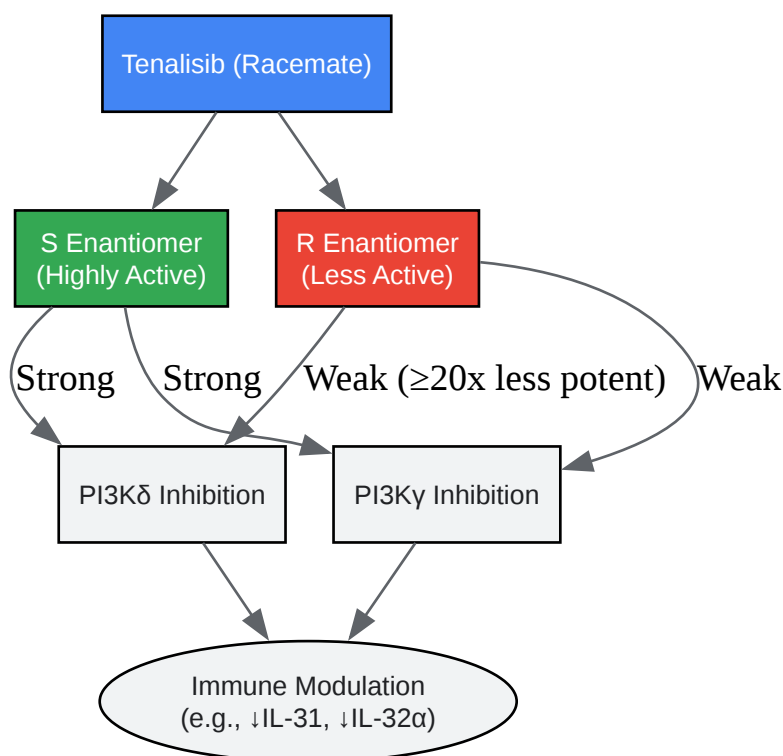 Tenalisib (Racemate)
S Enantiomer
(Highly Active)
R Enantiomer
(Less Active)
Strong
Strong
Weak (≥20x less potent)
Weak
PI3Kδ Inhibition
PI3Kγ Inhibition
Immune Modulation
(e.g., ↓IL-31, ↓IL-32α)